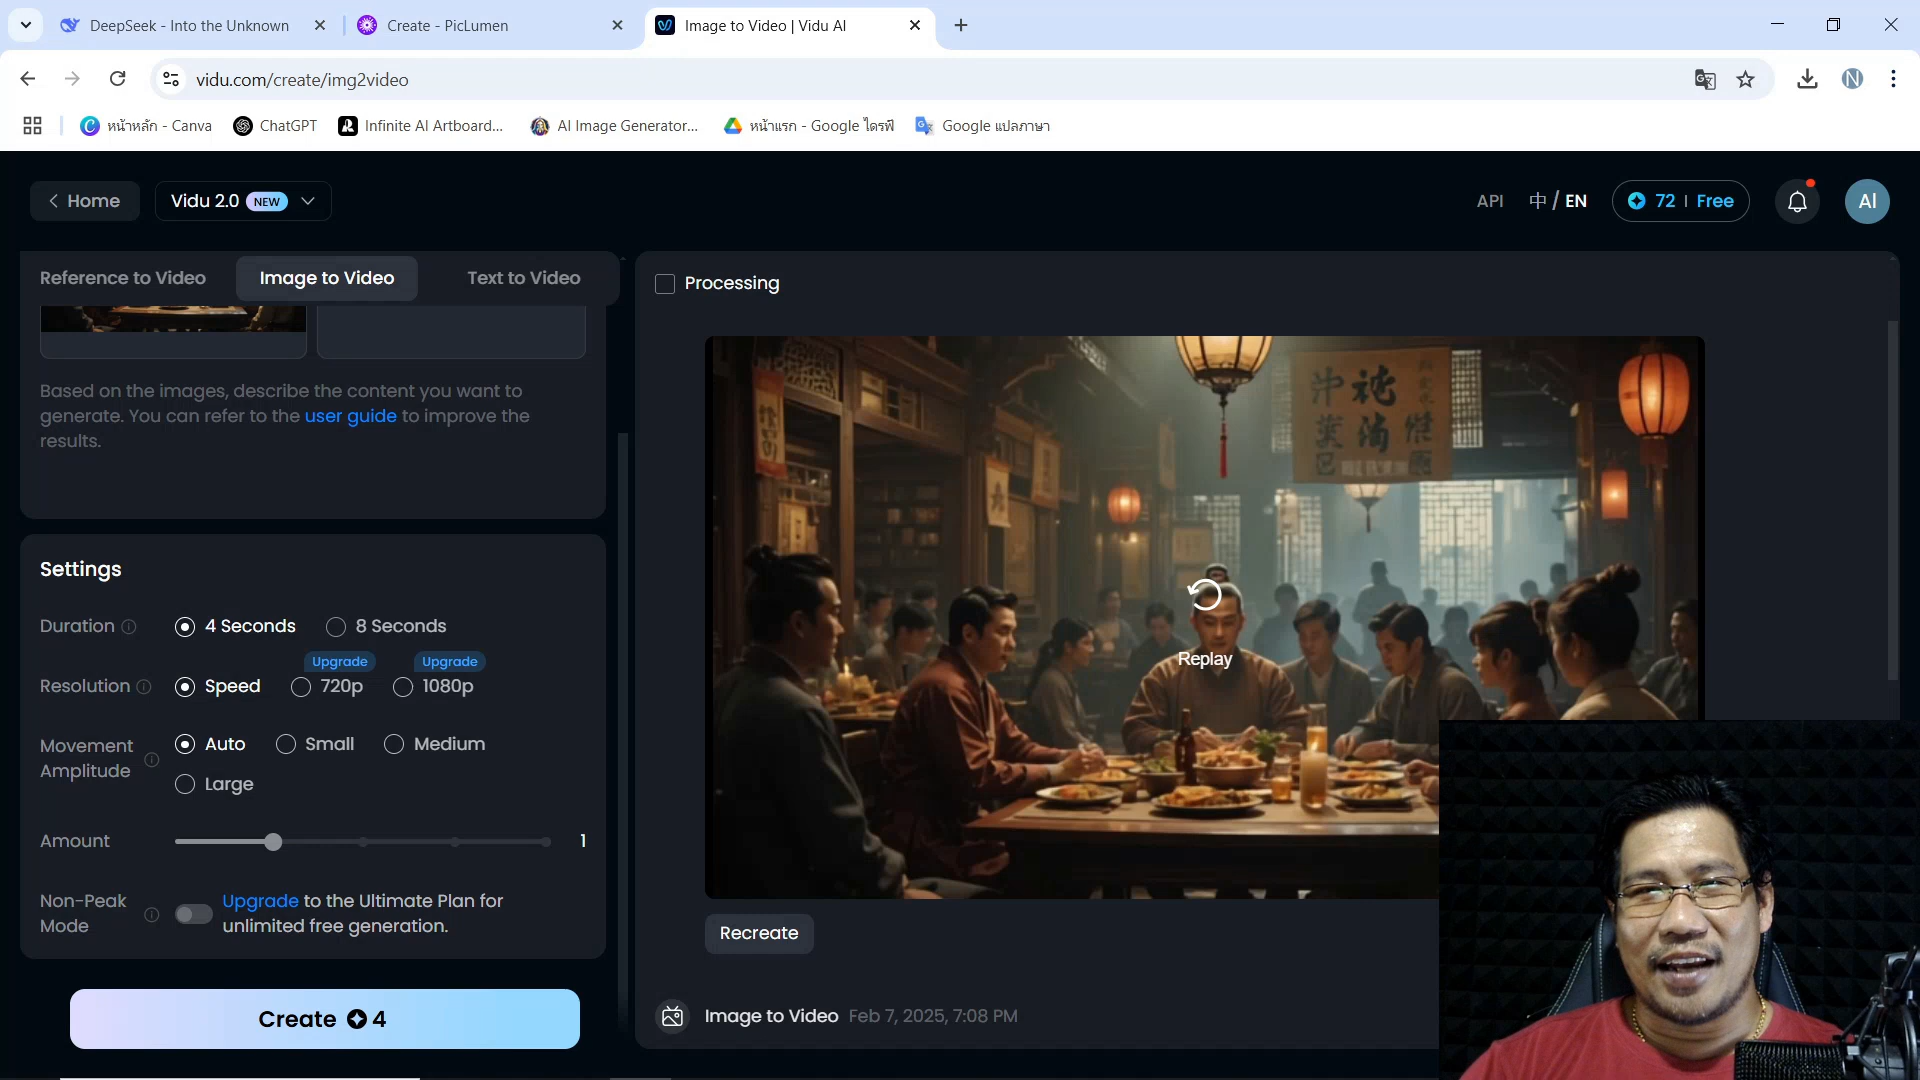 DeepSeek - Into the Unknown
Create - PicLumen
Image to Video | Vidu AI
vidu.com/create/img2video
N
หน้าหลัก - Canva
ChatGPT
Infinite AI Artboard...
AI Image Generator...
หน้าแรก - Google ไดรฟ์
Google แปลภาษา
Home
Vidu 2.0 NEW
API
中 / EN
72 | Free
AI
Reference to Video
Image to Video
Text to Video
Based on the images, describe the content you want to
generate. You can refer to the user guide to improve the
results.
Settings
Duration
4 Seconds
8 Seconds
Upgrade
Upgrade
Resolution
Speed
720p
1080p
Movement
Amplitude
Auto
Small
Medium
Large
Amount
1
Non-Peak
Mode
Upgrade to the Ultimate Plan for
unlimited free generation.
Create 4
Processing
Replay
Recreate
Image to Video Feb 7, 2025, 7:08 PM